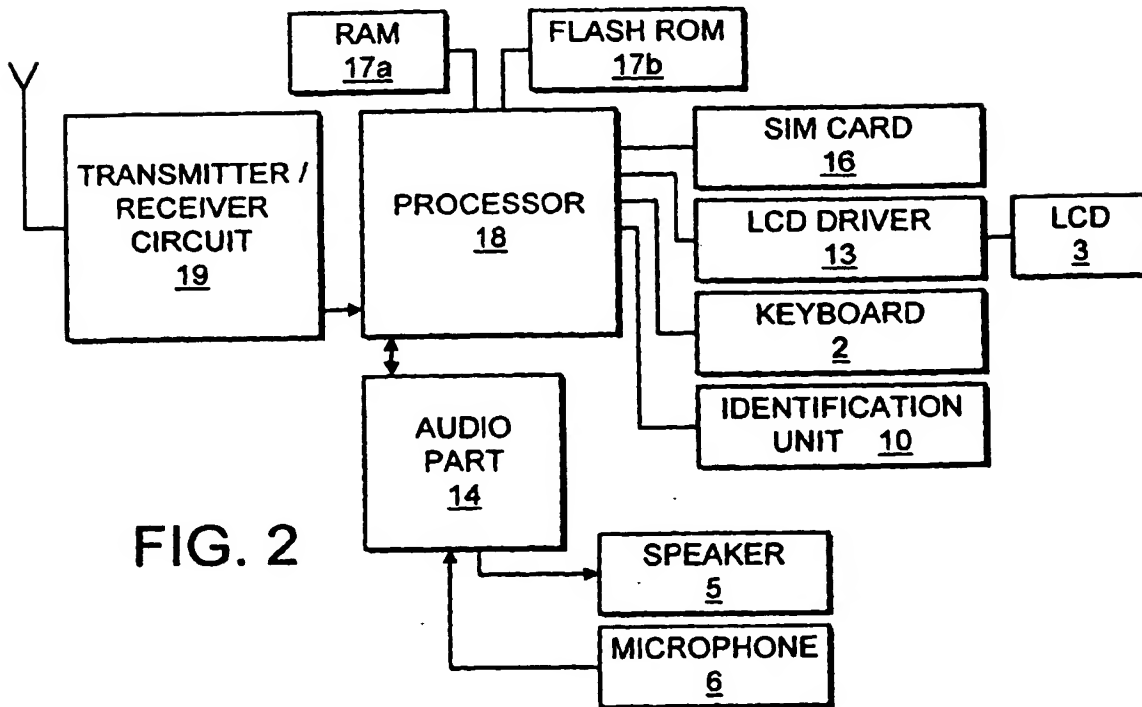 RAM
17a
FLASH ROM
17b
TRANSMITTER /
RECEIVER
CIRCUIT
19
PROCESSOR
18
SIM CARD
16
LCD DRIVER
13
LCD
3
KEYBOARD
2
IDENTIFICATION
UNIT 10
AUDIO
PART
14
FIG. 2
SPEAKER
5
MICROPHONE
6